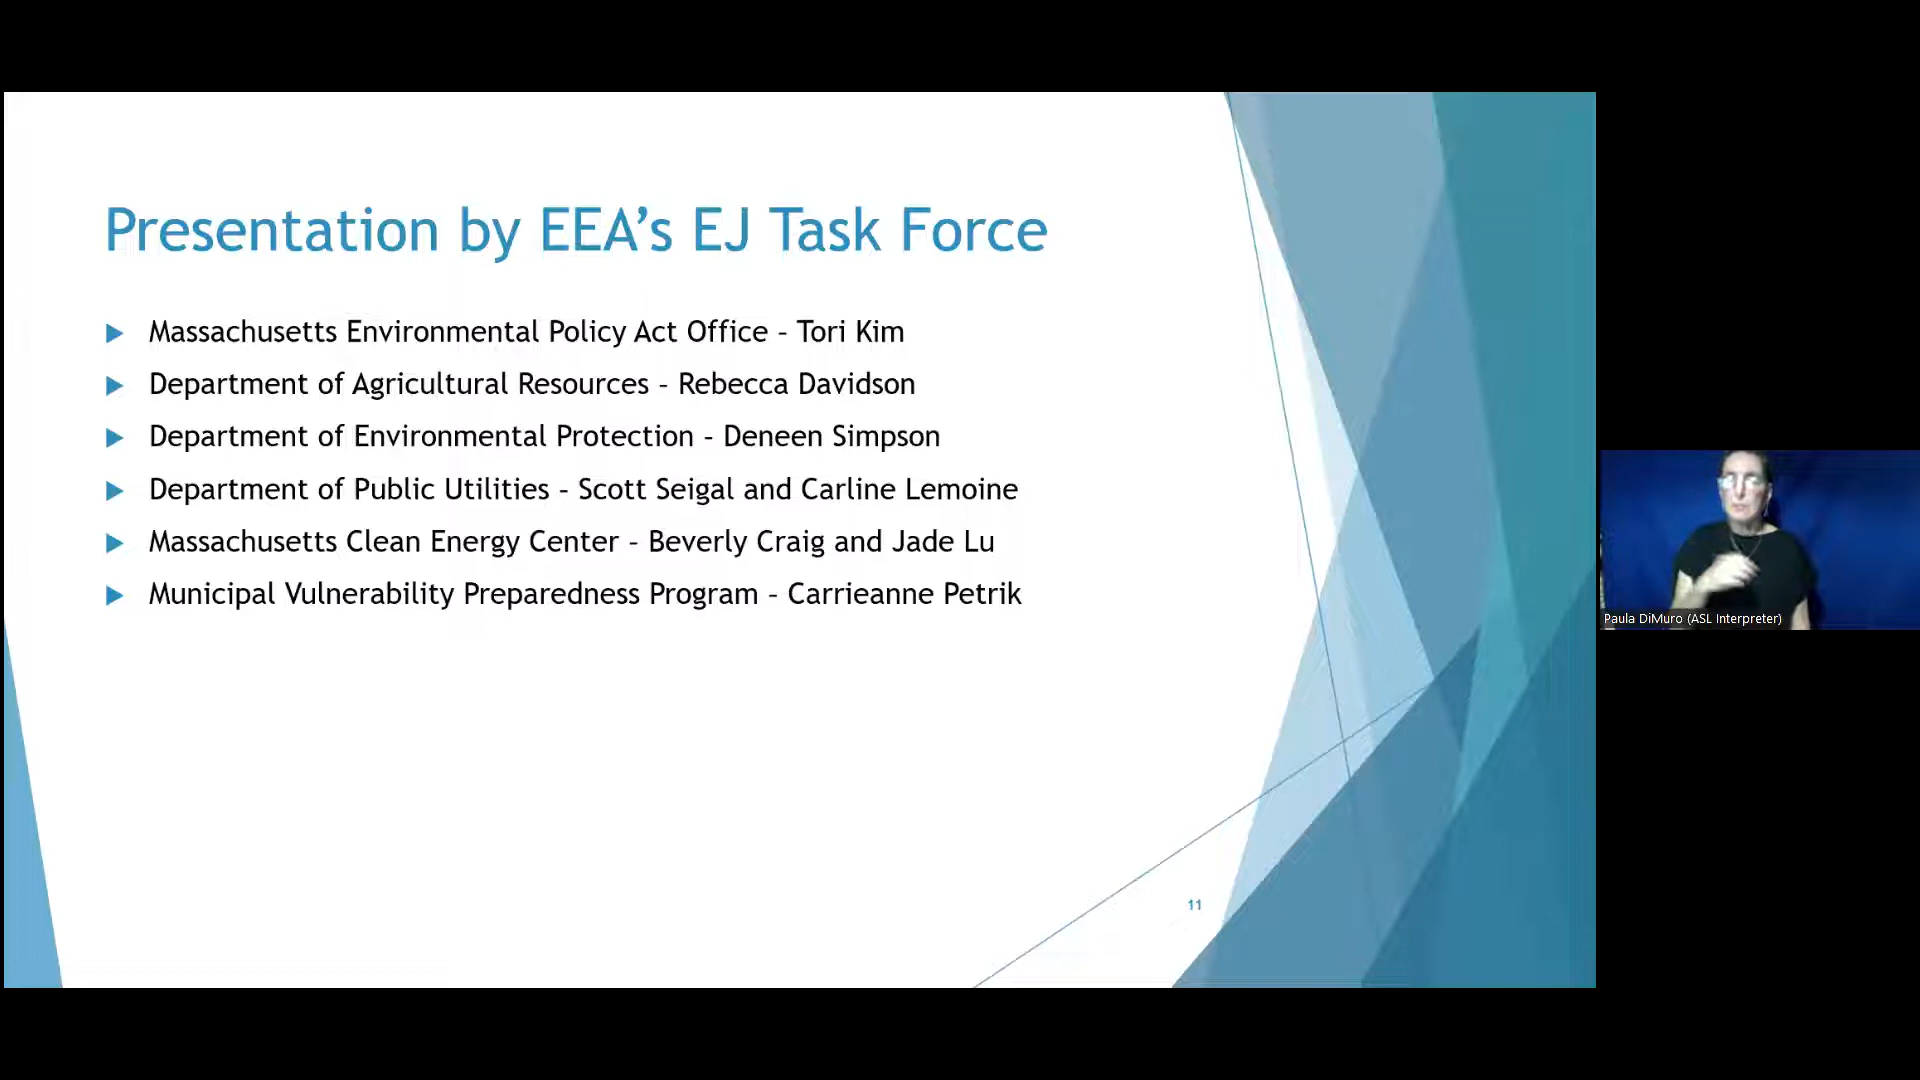 Presentation by EEA’s EJ Task Force
Massachusetts Environmental Policy Act Office – Tori Kim
Department of Agricultural Resources – Rebecca Davidson
Department of Environmental Protection – Deneen Simpson
Department of Public Utilities – Scott Seigal and Carline Lemoine
Massachusetts Clean Energy Center – Beverly Craig and Jade Lu
Municipal Vulnerability Preparedness Program – Carrieanne Petrik
11
Paula DiMuro (ASL Interpreter)